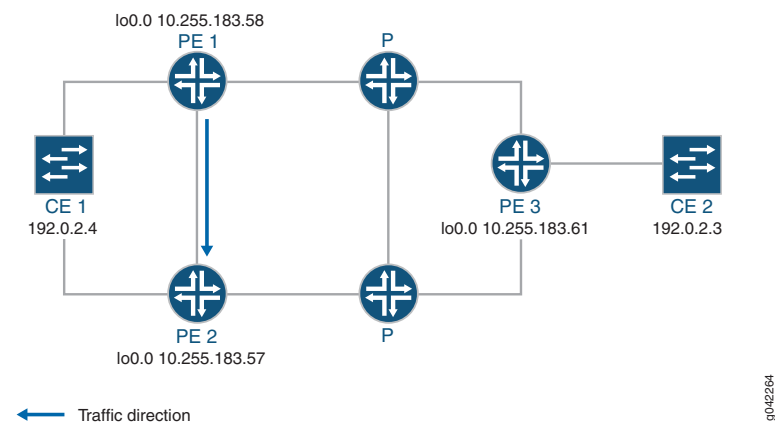 lo0.0 10.255.183.58
PE 1
P
CE 1
192.0.2.4
PE 3
lo0.0 10.255.183.61
CE 2
192.0.2.3
PE 2
lo0.0 10.255.183.57
P
Traffic direction
g042264